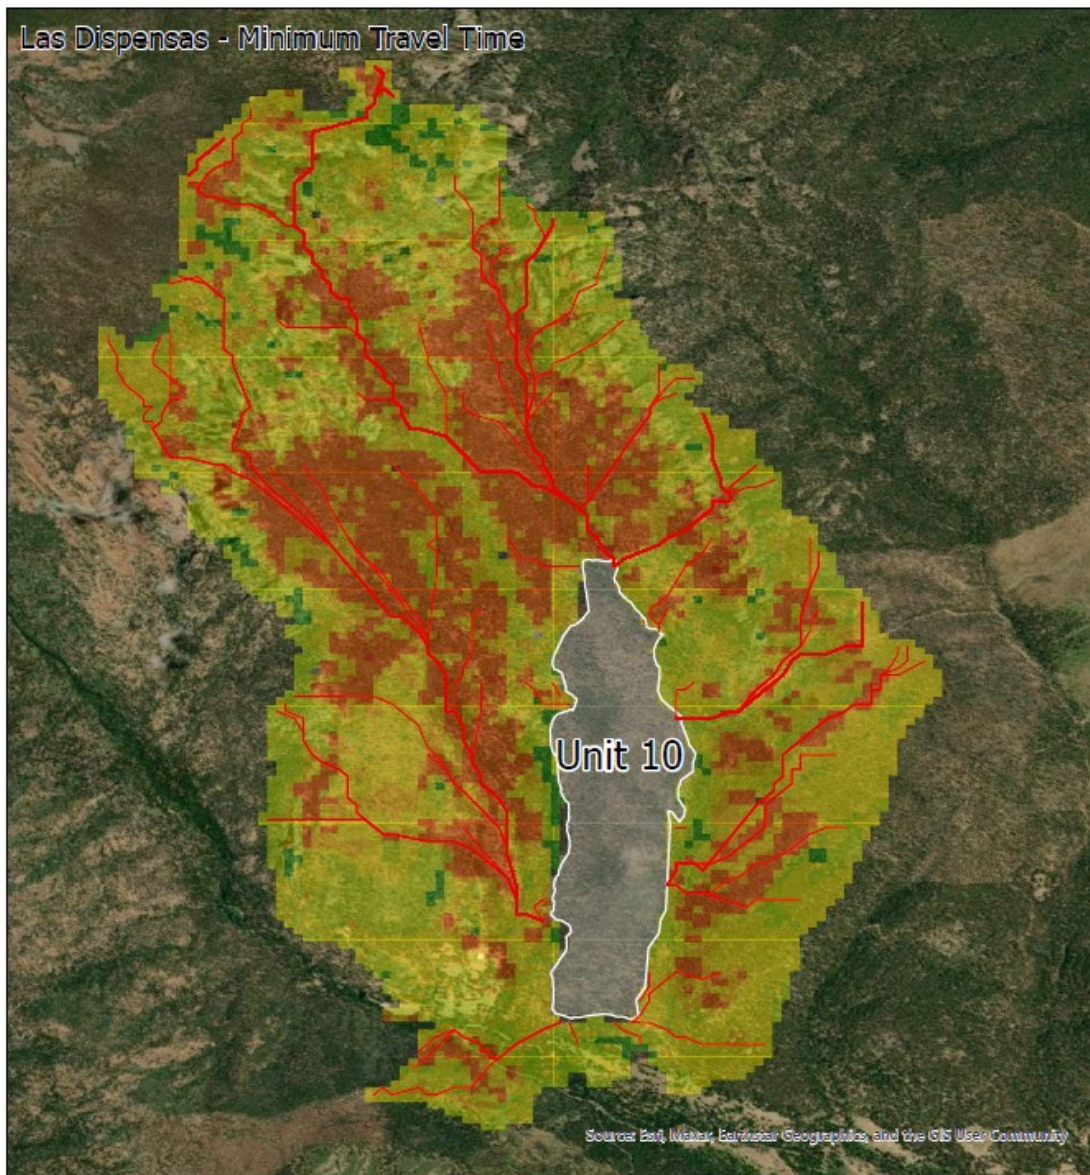 Las Dispensas - Minimum Travel Time
Unit 10
Source: Esri, Maxar, Earthstar Geographics, and the GIS User Community